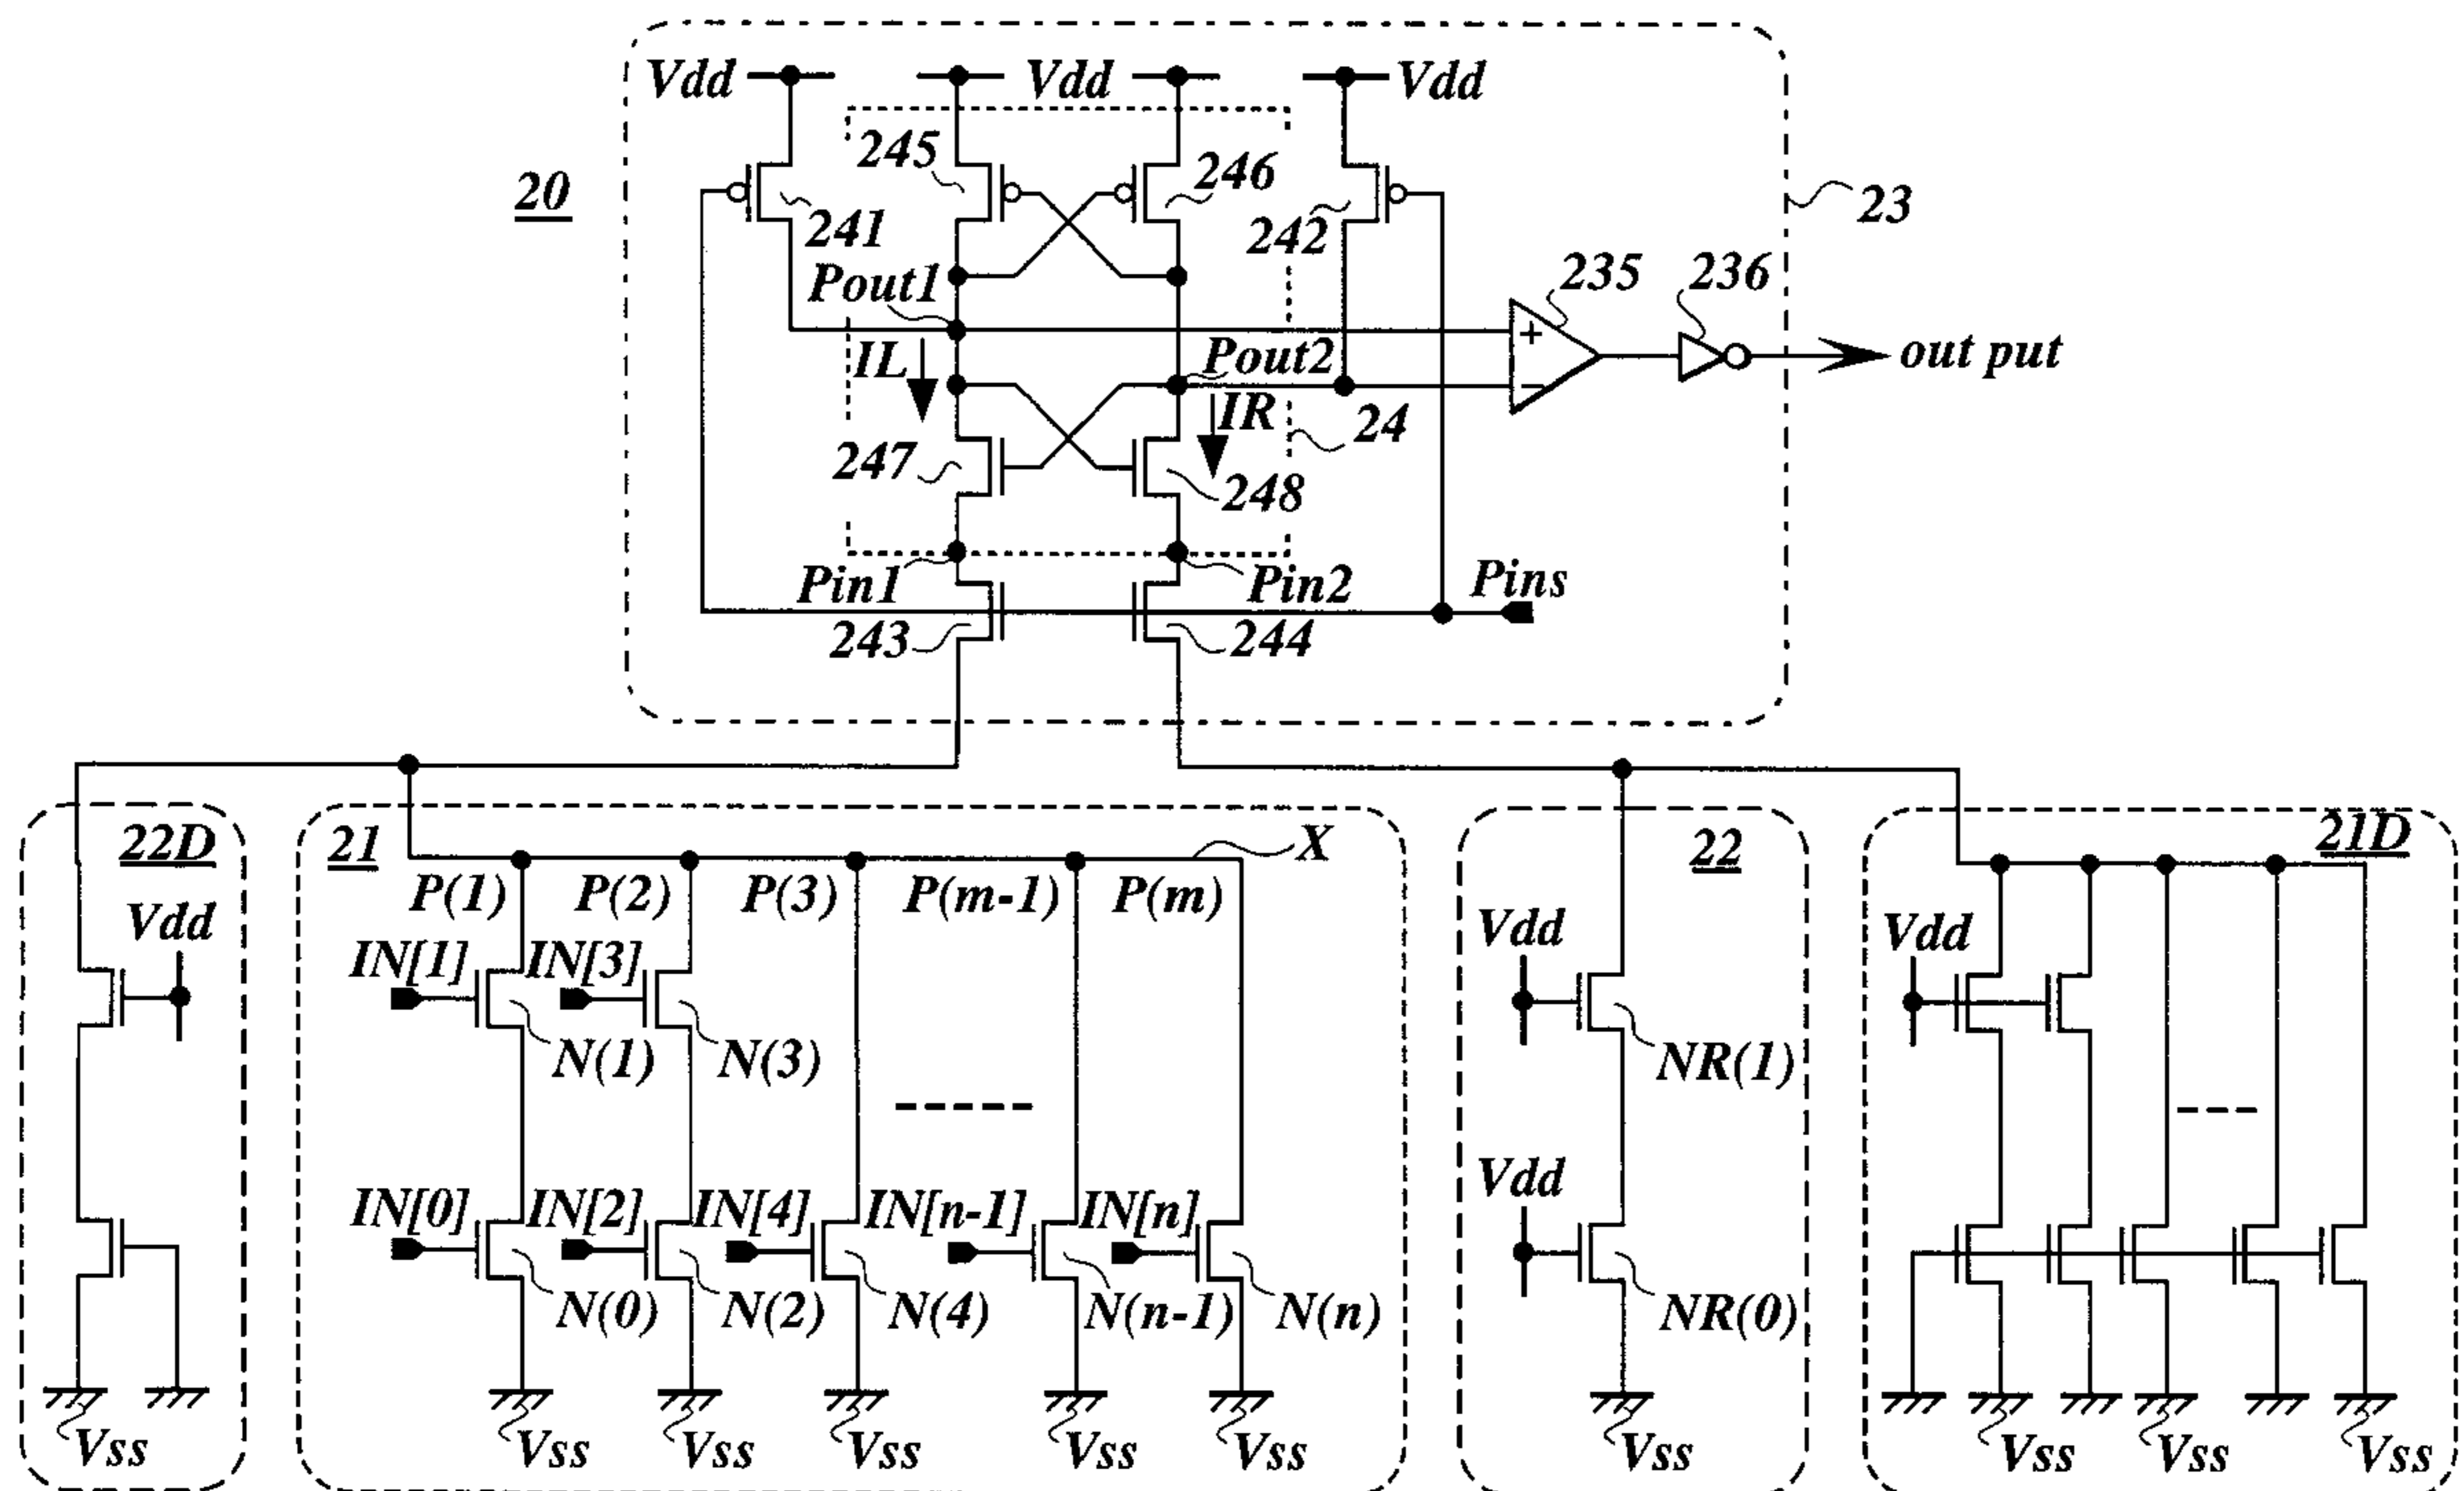 Vdd Vdd Vdd
245 246
20 241 242 23
Pout1 235 236
+
IL Pout2 out put
−
IR 24
247 248
Pin1 Pin2 Pins
243 244
22D 21 X 22 21D
P(1) P(2) P(3) P(m-1) P(m)
Vdd IN[1] IN[3] Vdd Vdd
N(1) N(3) NR(1)
IN[0] IN[2] IN[4] IN[n-1] IN[n] Vdd
N(0) N(2) N(4) N(n-1) N(n) NR(0)
Vss Vss Vss Vss Vss Vss Vss Vss Vss Vss